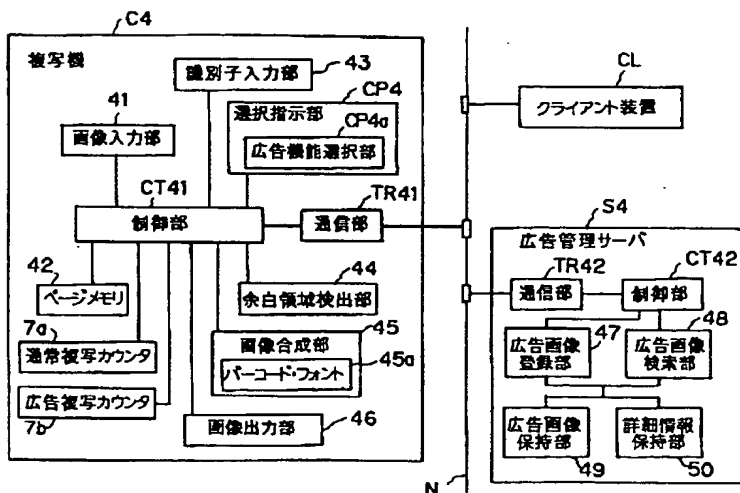 C4
複写機
識別子入力部
43
CP4
選択指示部
CP4a
広告機能選択部
41
画像入力部
CT41
制御部
TR41
通信部
42
ページメモリ
44
余白領域検出部
7a
通常複写カウンタ
45
画像合成部
45a
バーコード・フォント
広告複写カウンタ
7b
画像出力部
46
CL
クライアント装置
S4
広告管理サーバ
TR42
通信部
CT42
制御部
47
広告画像
登録部
48
広告画像
検索部
広告画像
保持部
49
詳細情報
保持部
50
N